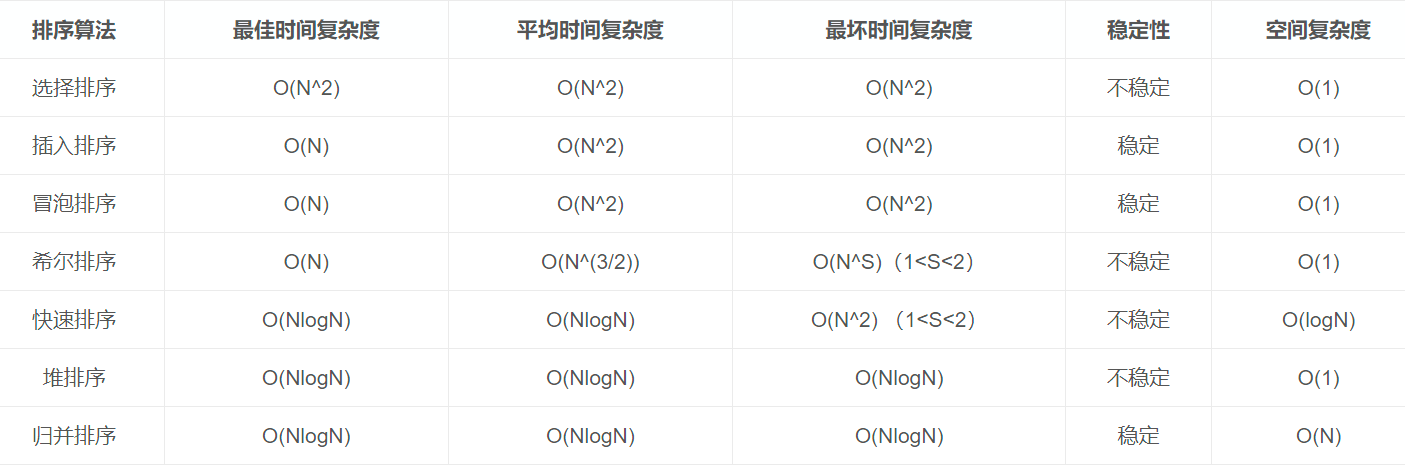 排序算法 最佳时间复杂度 平均时间复杂度 最坏时间复杂度 稳定性 空间复杂度
选择排序 O(N^2) O(N^2) O(N^2) 不稳定 O(1)
插入排序 O(N) O(N^2) O(N^2) 稳定 O(1)
冒泡排序 O(N) O(N^2) O(N^2) 稳定 O(1)
希尔排序 O(N) O(N^(3/2)) O(N^S)（1<S<2） 不稳定 O(1)
快速排序 O(NlogN) O(NlogN) O(N^2) （1<S<2） 不稳定 O(logN)
堆排序 O(NlogN) O(NlogN) O(NlogN) 不稳定 O(1)
归并排序 O(NlogN) O(NlogN) O(NlogN) 稳定 O(N)